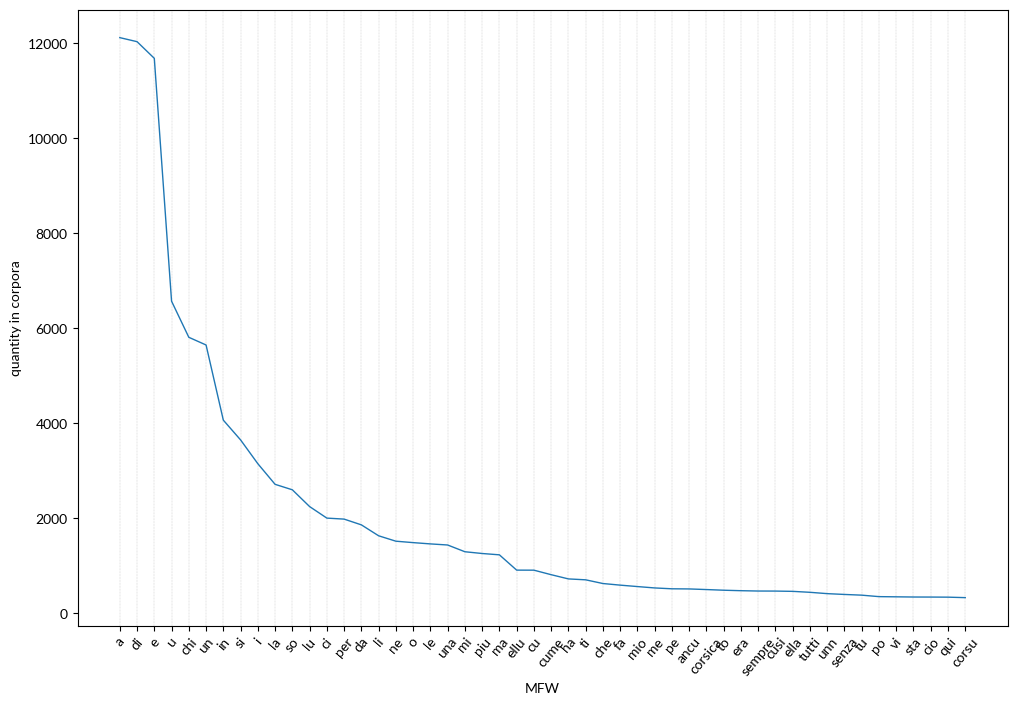 12000
10000
8000
6000
4000
2000
0
quantity in corpora
a di e u chi un in si i la so lu ci per da li ne o le una mi piu ma ellu cu cume ha ti che fa mio me pe ancu corsica to era sempre cusi ella tutti unn senza tu po vi sta cio qui corsu
MFW